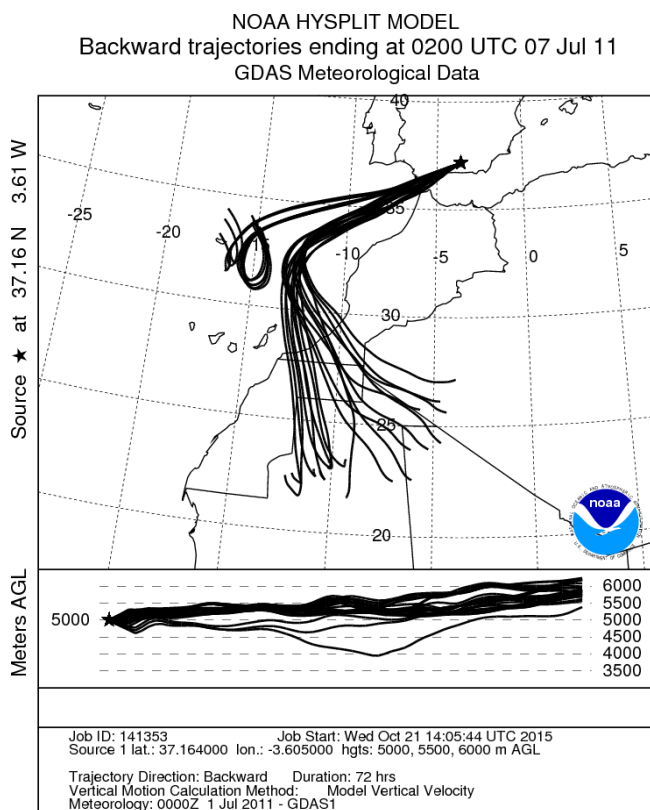 NOAA HYSPLIT MODEL
Backward trajectories ending at 0200 UTC 07 Jul 11
GDAS Meteorological Data
Source ★ at 37.16 N 3.61 W
40
-25
-20
35
-10
-5
0
5
30
25
20
noaa
Meters AGL
5000
6000
5500
5000
4500
4000
3500
Job ID: 141353 Job Start: Wed Oct 21 14:05:44 UTC 2015
Source 1 lat.: 37.164000 lon.: -3.605000 hgts: 5000, 5500, 6000 m AGL
Trajectory Direction: Backward Duration: 72 hrs
Vertical Motion Calculation Method: Model Vertical Velocity
Meteorology: 0000Z 1 Jul 2011 - GDAS1